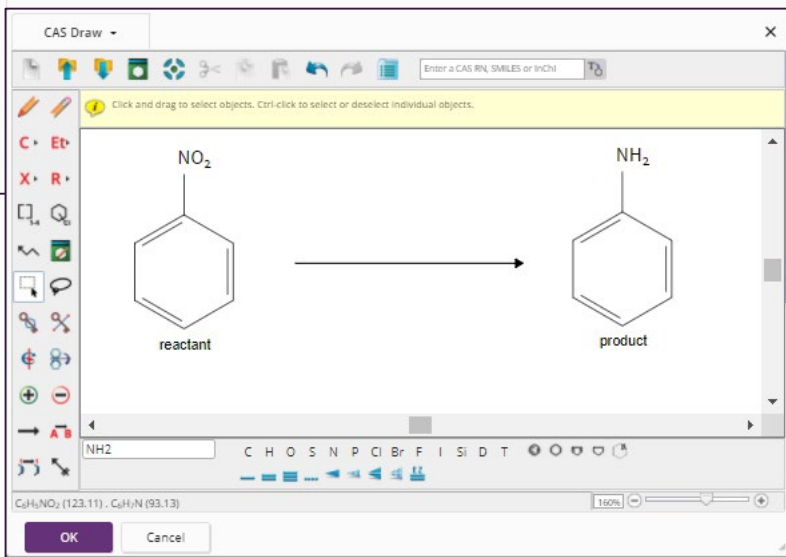 CAS Draw
Enter a CAS RN, SMILES or InChI
Click and drag to select objects. Ctrl-click to select or deselect individual objects.
C Et
X R
NO₂
NH₂
reactant
product
A B
NH2
C H O S N P Cl Br F I Si D T
C₆H₅NO₂ (123.11) . C₆H₇N (93.13)
160%
OK
Cancel